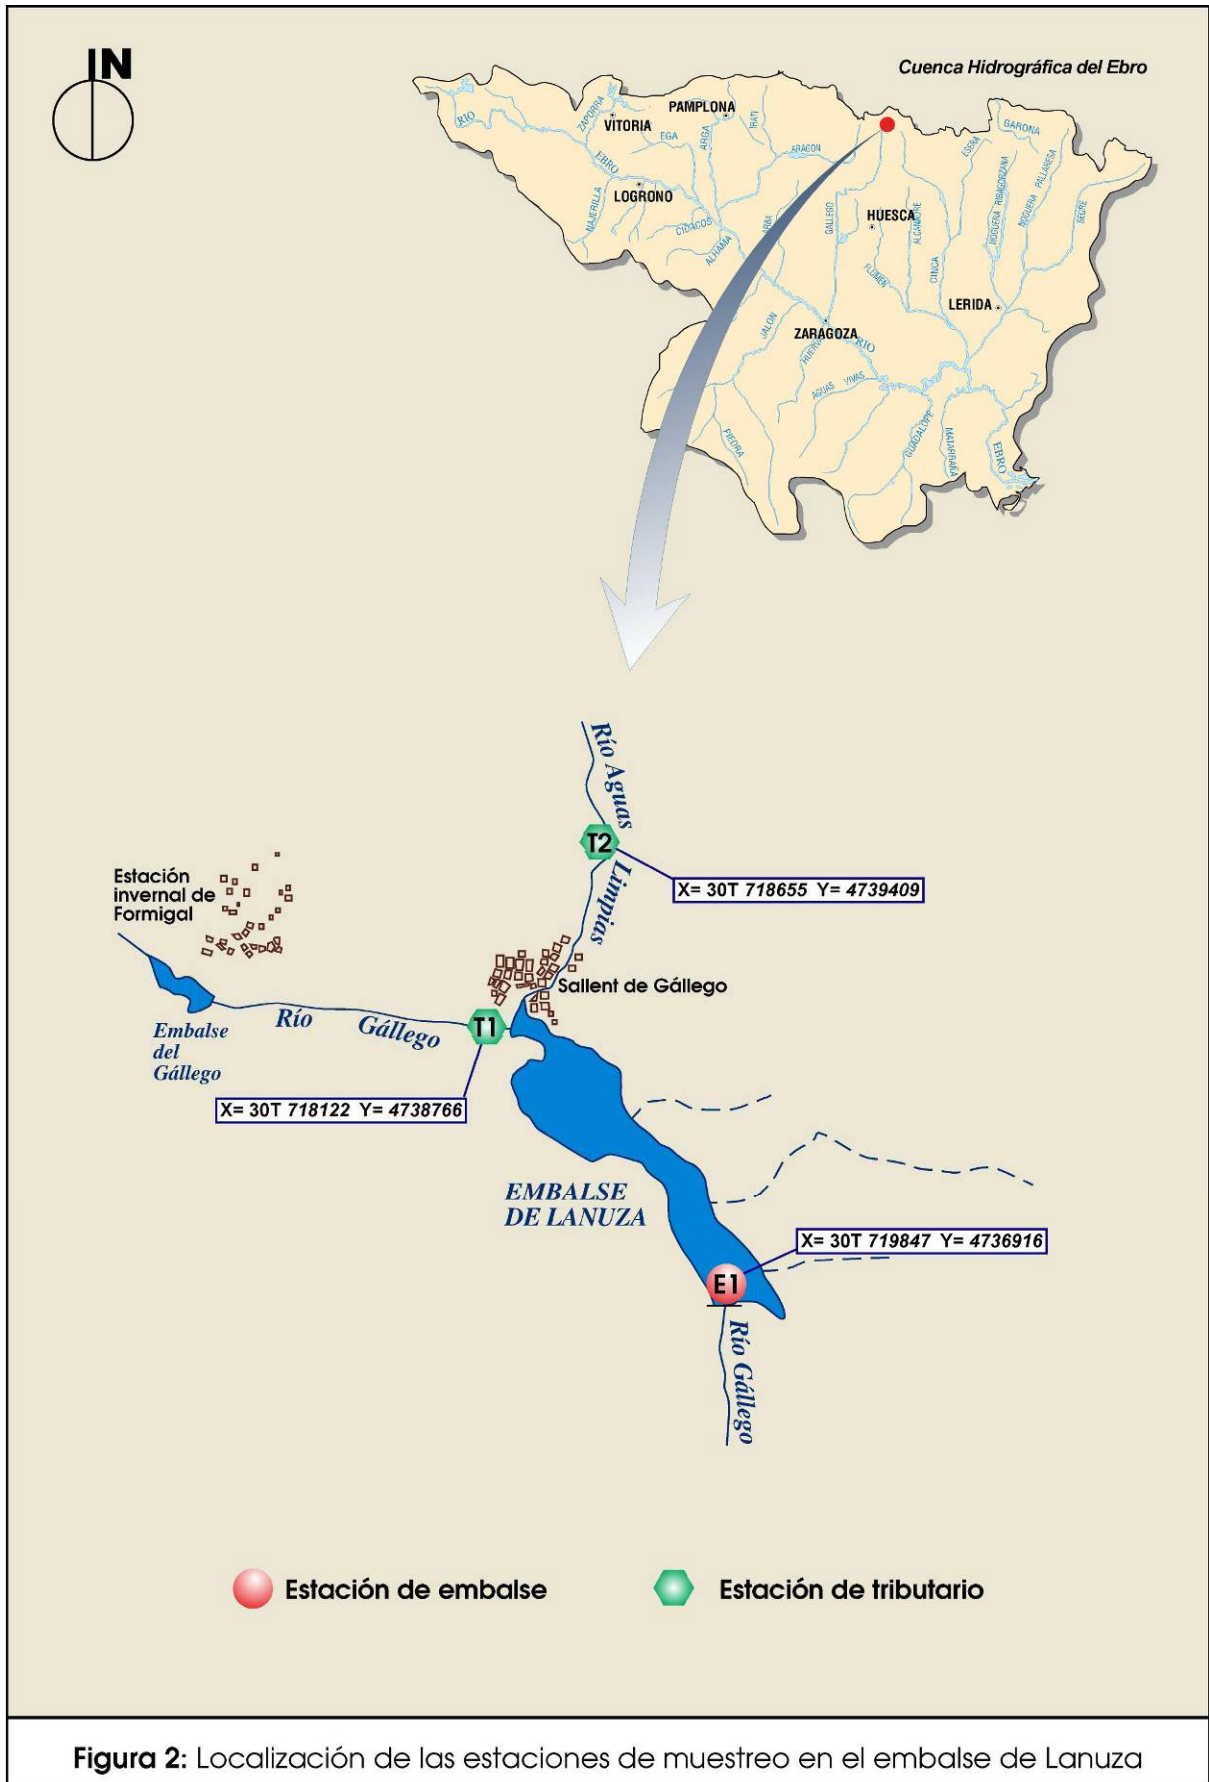 IN
Cuenca Hidrográfica del Ebro
RIO
ZAPORRA
VITORIA
PAMPLONA
EGA
ARGA
IRATI
ARAGON
ESERA
GARONA
EBRO
LOGROÑO
NAJERILLA
CIDACOS
ALHAMA
ARBA
GALLEGO
HUESCA
ALCANADRE
FLUMEN
CINCA
NOGUERA RIBAGORZANA
NOGUERA PALLARESA
SEGRE
LERIDA
JALON
ZARAGOZA
HUERVA
RIO
AGUAS VIVAS
PIEDRA
GUADALOPE
MATARRAÑA
EBRO
Río Aguas
Limpias
T2
X= 30T 718655 Y= 4739409
Estación
invernal de
Formigal
Sallent de Gállego
Embalse
del
Gállego
Río Gállego
T1
X= 30T 718122 Y= 4738766
EMBALSE
DE LANUZA
X= 30T 719847 Y= 4736916
E1
Río Gállego
Estación de embalse
Estación de tributario
Figura 2: Localización de las estaciones de muestreo en el embalse de Lanuza